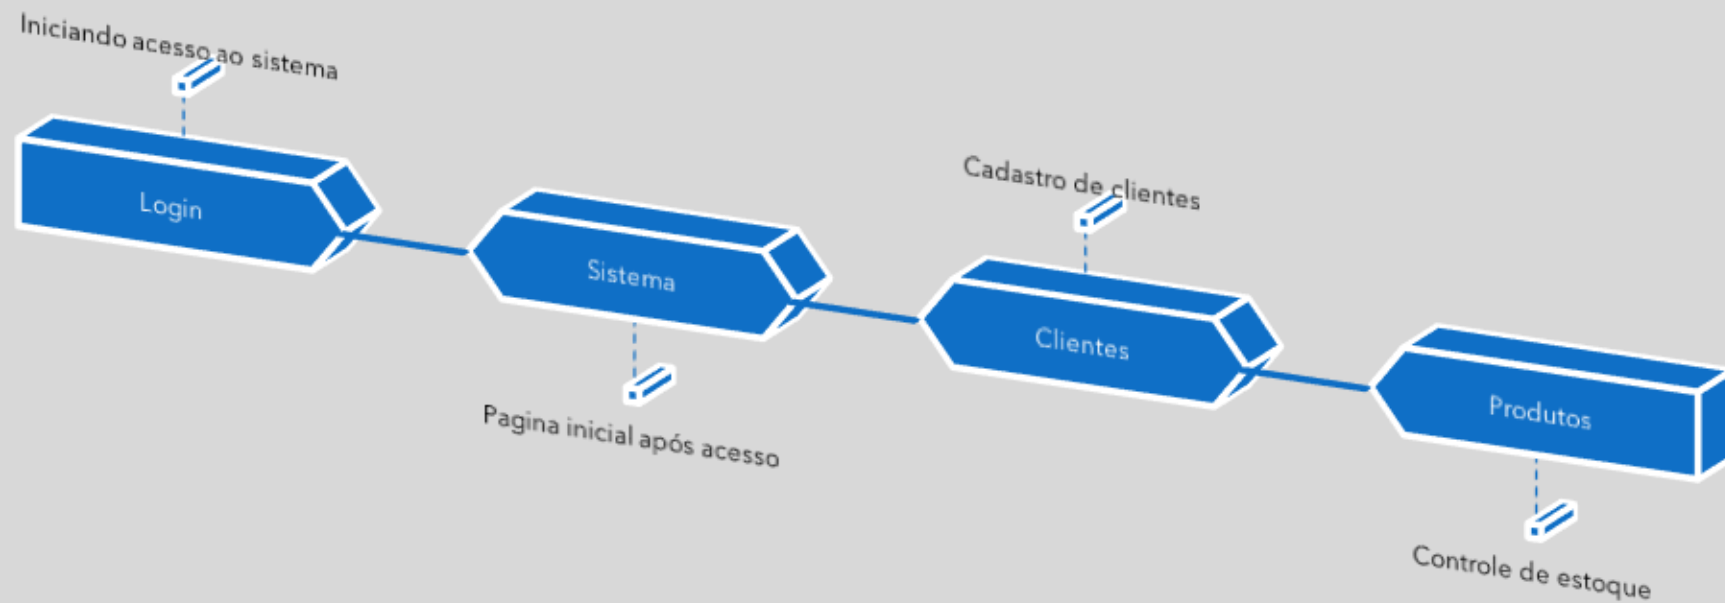 Iniciando acesso ao sistema
Login
Sistema
Pagina inicial após acesso
Cadastro de clientes
Clientes
Produtos
Controle de estoque